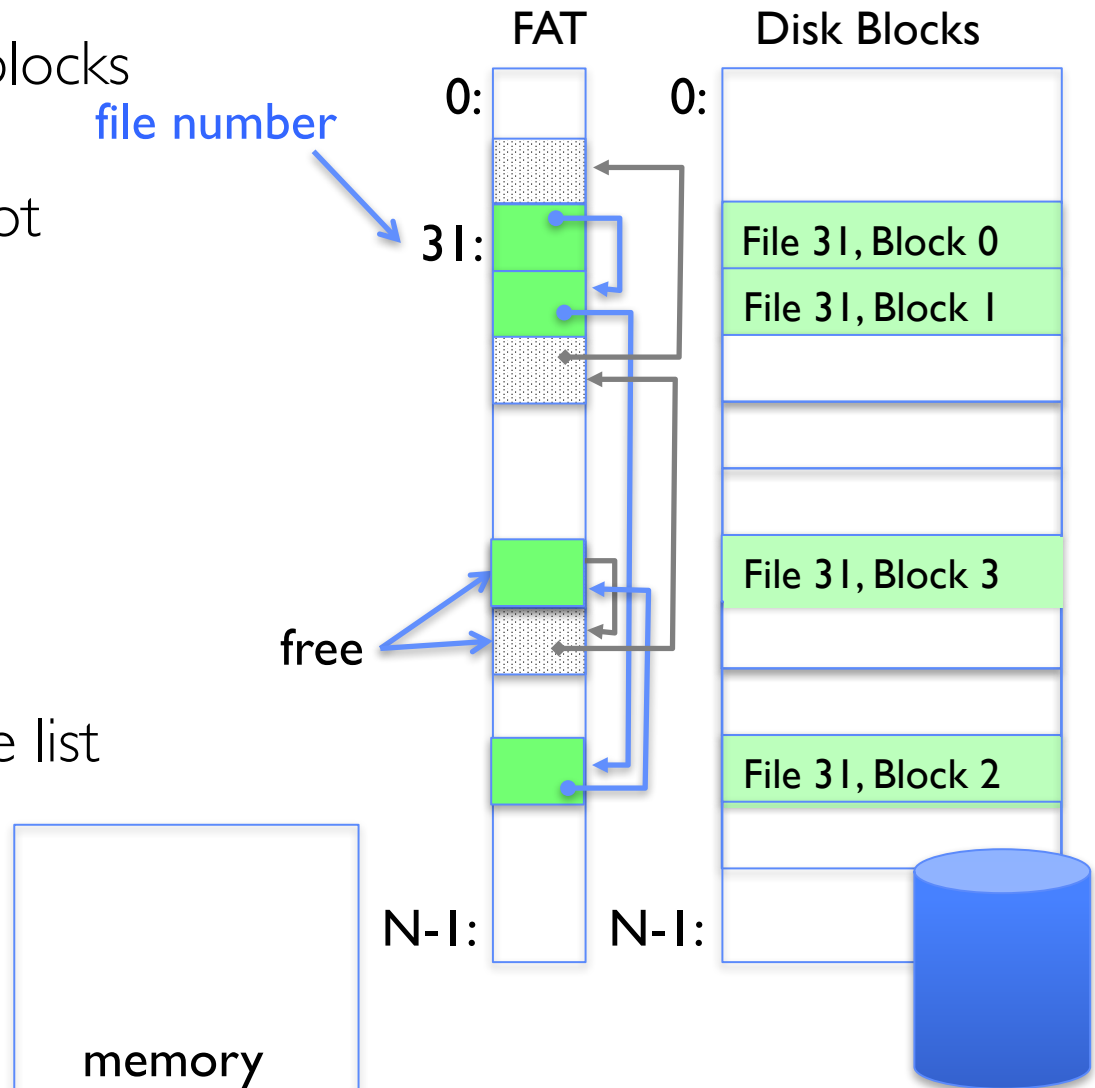 FAT Disk Blocks
locks
0: 0:
file number
ot
31: File 31, Block 0
File 31, Block 1
File 31, Block 3
free
e list
File 31, Block 2
N-1: N-1:
memory